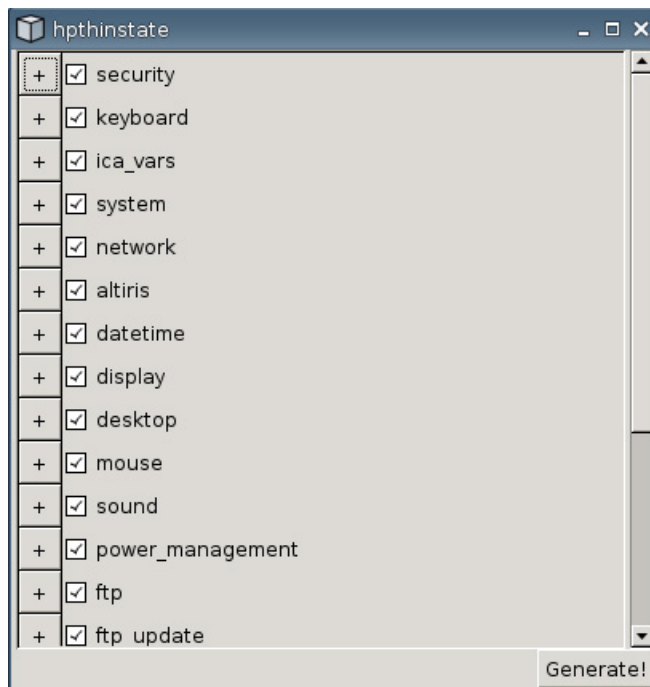 hpthinstate
+ security
+ keyboard
+ ica_vars
+ system
+ network
+ altiris
+ datetime
+ display
+ desktop
+ mouse
+ sound
+ power_management
+ ftp
+ ftp_update
Generate!